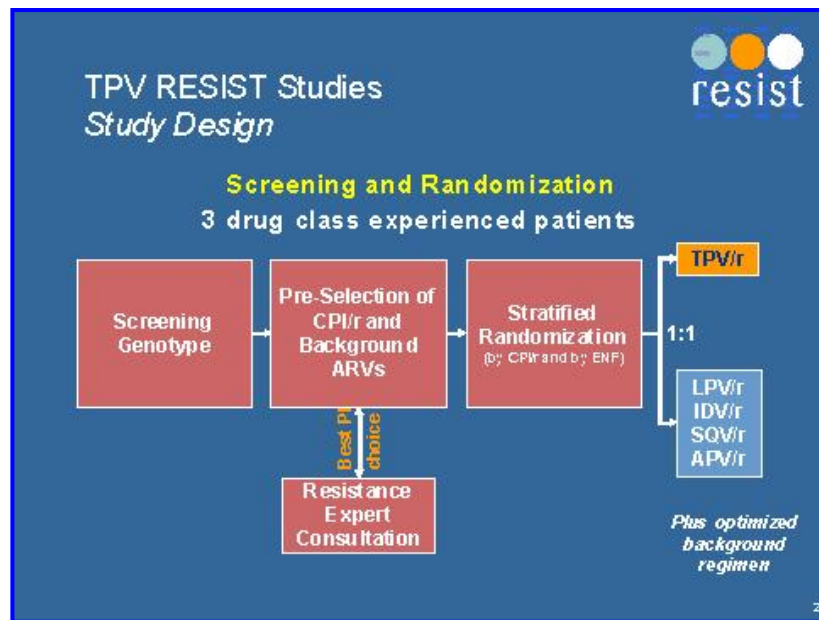 TPV RESIST Studies
Study Design
resist
Screening and Randomization
3 drug class experienced patients
Screening
Genotype
Pre-Selection of
CPI/r and
Background
ARVs
Stratified
Randomization
(by CPI/r and by ENF)
TPV/r
1:1
LPV/r
IDV/r
SQV/r
APV/r
Best PI
choice
Resistance
Expert
Consultation
Plus optimized
background
regimen
2